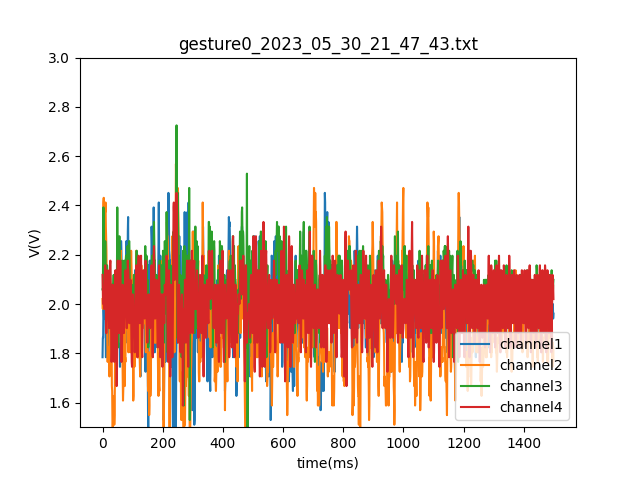 gesture0_2023_05_30_21_47_43.txt
3.0
2.8
2.6
2.4
2.2
2.0
1.8
1.6
V(V)
channel1
channel2
channel3
channel4
0 200 400 600 800 1000 1200 1400
time(ms)